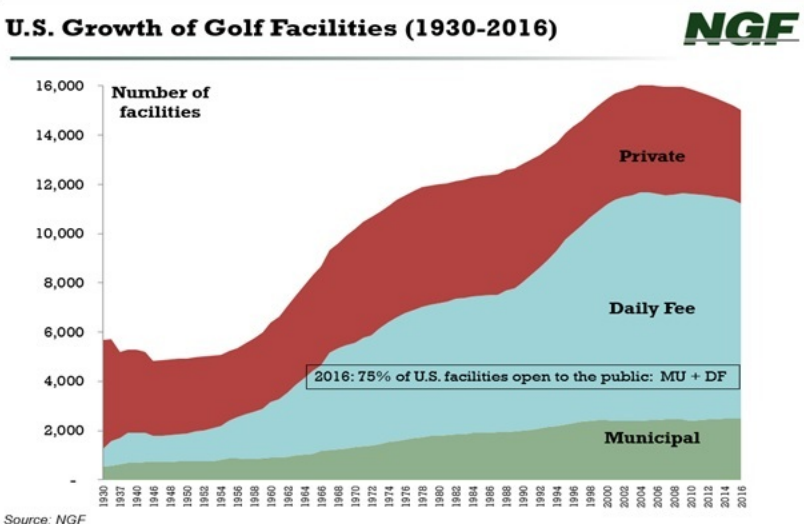 U.S. Growth of Golf Facilities (1930-2016)
NGF
Number of
facilities
16,000
14,000
12,000
10,000
8,000
6,000
4,000
2,000
-
Private
Daily Fee
2016: 75% of U.S. facilities open to the public: MU + DF
Municipal
1930 1937 1940 1946 1948 1950 1952 1954 1956 1958 1960 1962 1964 1966 1968 1970 1972 1974 1976 1978 1980 1982 1984 1986 1988 1990 1992 1994 1996 1998 2000 2002 2004 2006 2008 2010 2012 2014 2016
Source: NGF